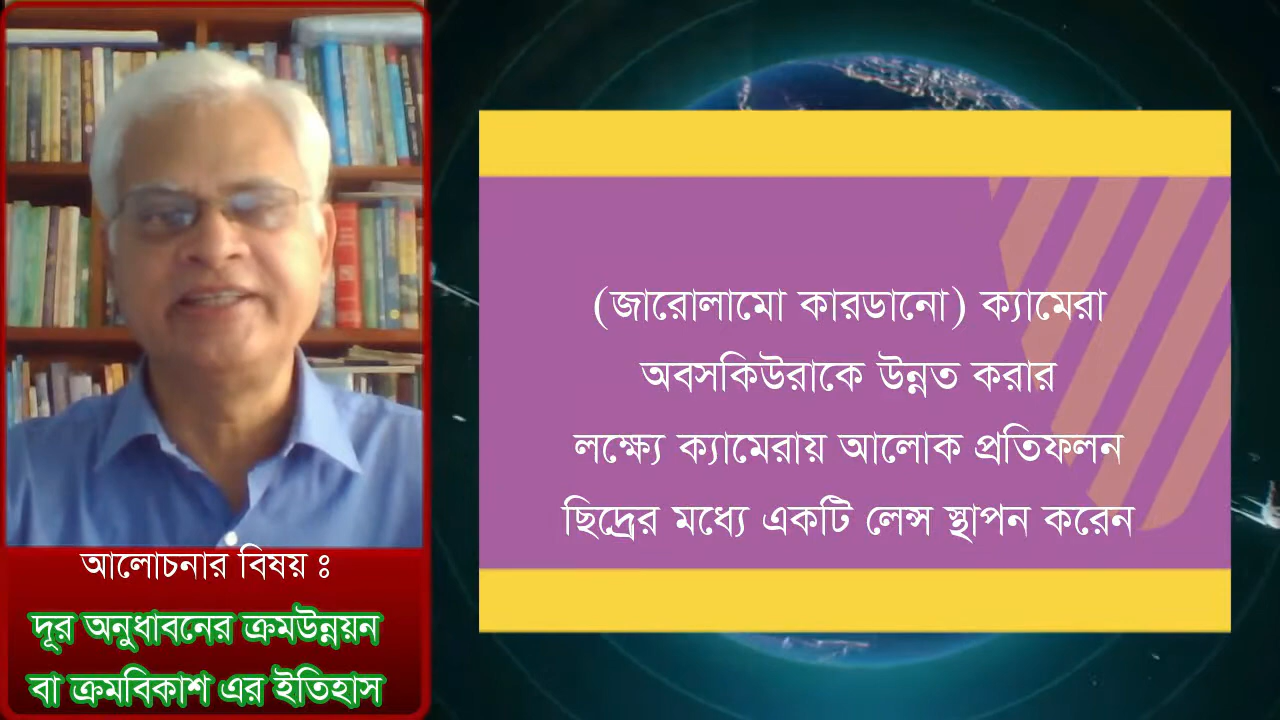 (জারোলামো কারডানো) ক্যামেরা
অবসকিউরাকে উন্নত করার
লক্ষ্যে ক্যামেরায় আলোক প্রতিফলন
ছিদ্রের মধ্যে একটি লেন্স স্থাপন করেন
আলোচনার বিষয় ঃ
দূর অনুধাবনের ক্রমউন্নয়ন
বা ক্রমবিকাশ এর ইতিহাস